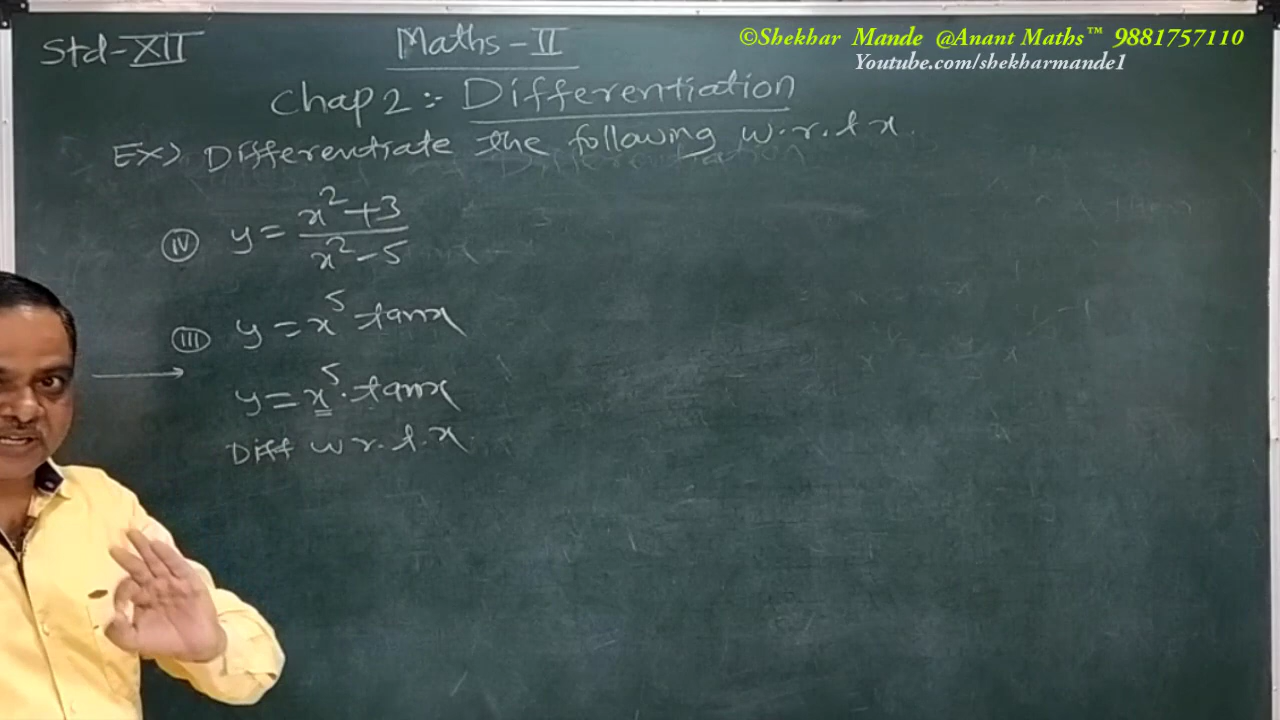 Std-XII
Maths-II
©Shekhar Mande @Anant Maths™ 9881757110
Youtube.com/shekharmande1
Chap 2:- Differentiation
Ex> Differentiate the following w.r.t x.
(IV) y = x²+3 / x²-5
(III) y = x⁵ tanx
→ y = x⁵ · tanx
Diff w.r.t. x.